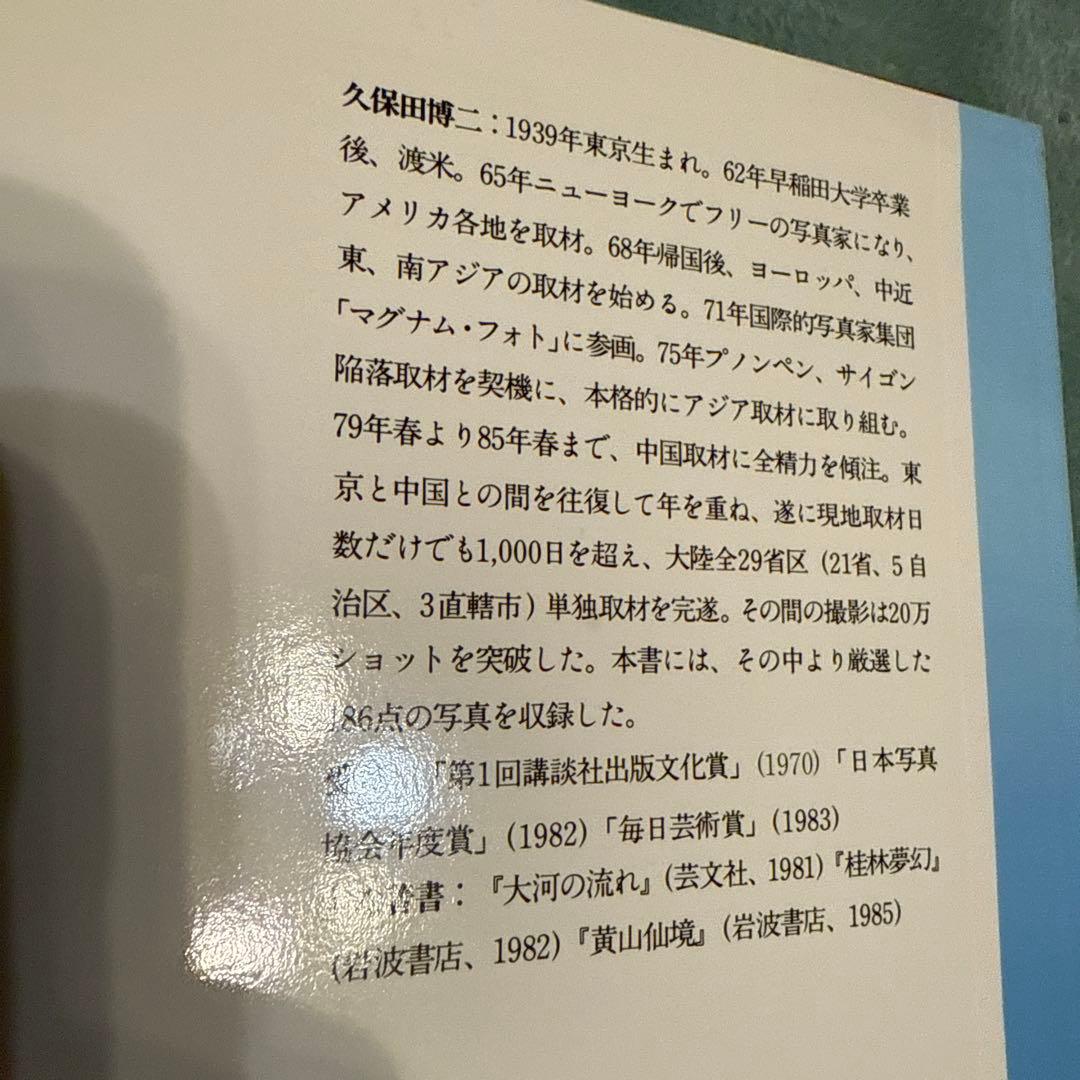 久保田博二：1939年東京生まれ。62年早稲田大学卒業
後、渡米。65年ニューヨークでフリーの写真家になり、
アメリカ各地を取材。68年帰国後、ヨーロッパ、中近
東、南アジアの取材を始める。71年国際的写真家集団
「マグナム・フォト」に参画。75年プノンペン、サイゴン
陥落取材を契機に、本格的にアジア取材に取り組む。
79年春より85年春まで、中国取材に全精力を傾注。東
京と中国との間を往復して年を重ね、遂に現地取材日
数だけでも1,000日を超え、大陸全29省区（21省、5自
治区、3直轄市）単独取材を完遂。その間の撮影は20万
ショットを突破した。本書には、その中より厳選した
186点の写真を収録した。
「第1回講談社出版文化賞」(1970)「日本写真
協会年度賞」(1982)「毎日芸術賞」(1983)
著書：『大河の流れ』(芸文社、1981)『桂林夢幻』
(岩波書店、1982)『黄山仙境』(岩波書店、1985)